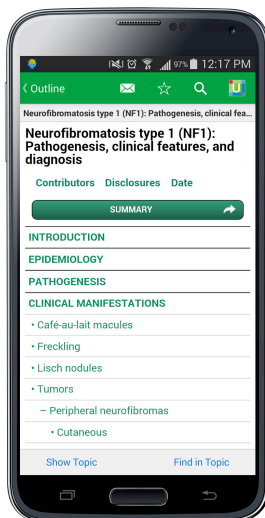 97% 12:17 PM
Outline
Neurofibromatosis type 1 (NF1): Pathogenesis, clinical fea...
Neurofibromatosis type 1 (NF1):
Pathogenesis, clinical features, and
diagnosis
Contributors Disclosures Date
SUMMARY
INTRODUCTION
EPIDEMIOLOGY
PATHOGENESIS
CLINICAL MANIFESTATIONS
• Café-au-lait macules
• Freckling
• Lisch nodules
• Tumors
– Peripheral neurofibromas
• Cutaneous
Show Topic Find in Topic